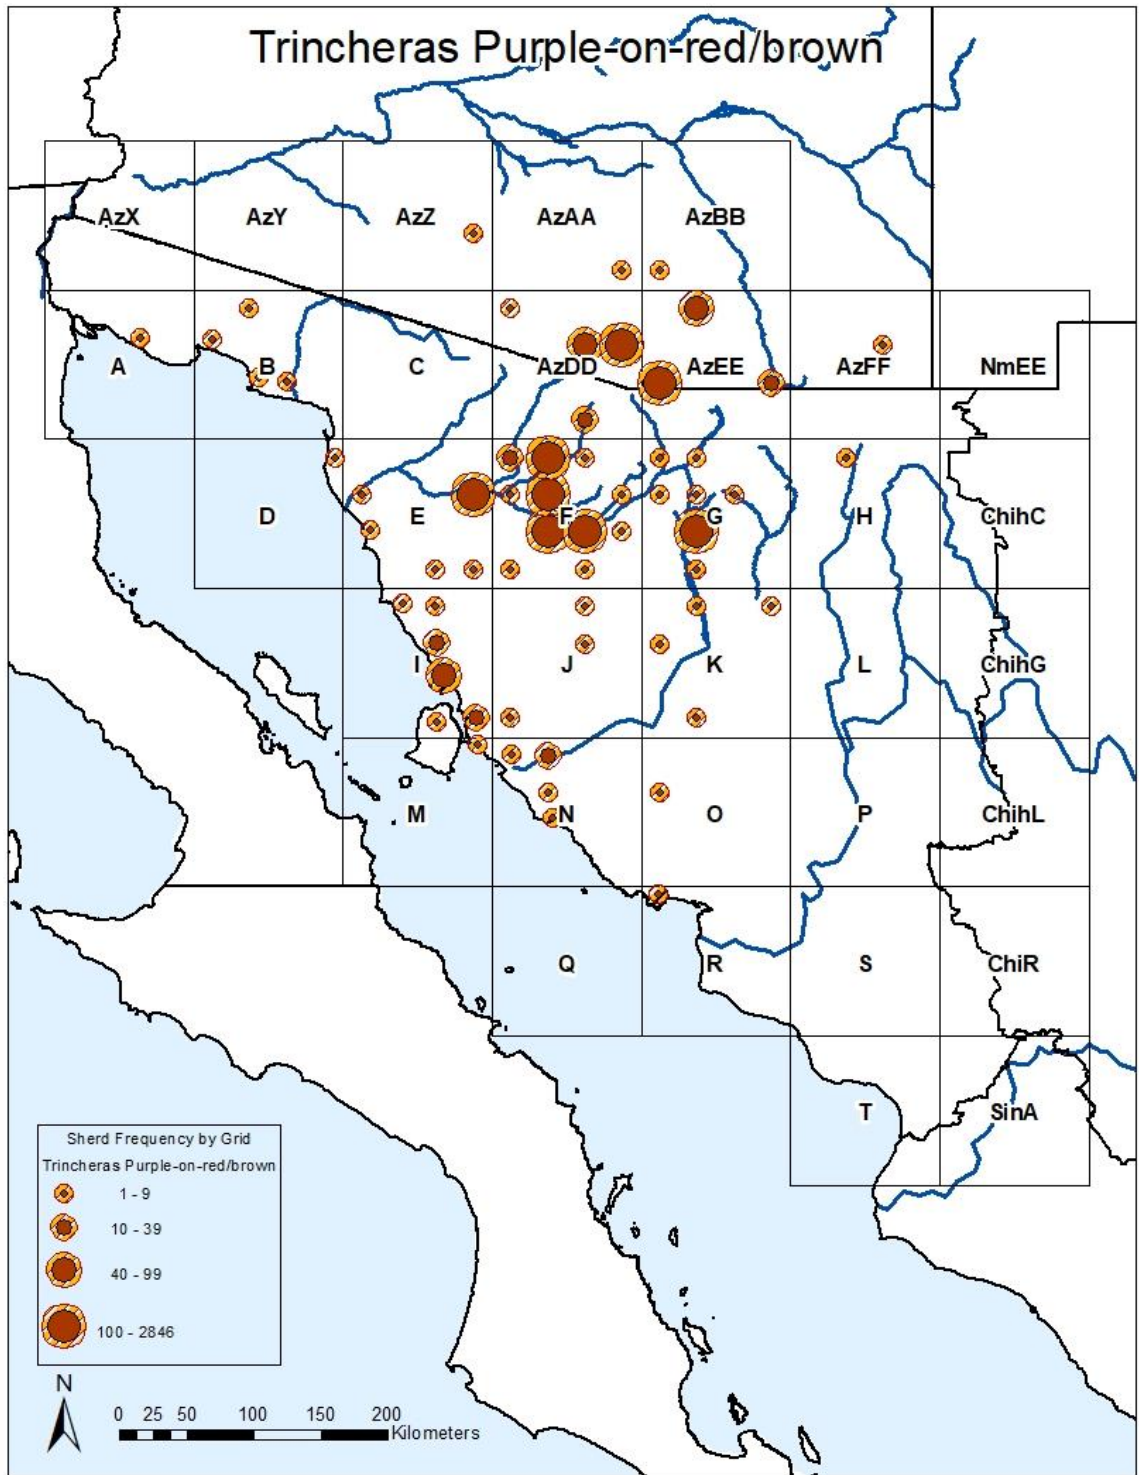 Trincheras Purple-on-red/brown
AzX AzY AzZ AzAA AzBB
A B C AzDD AzEE AzFF NmEE
D E F G H ChihC
I J K L ChihG
M N O P ChihL
Q R S ChiR
T SinA
Sherd Frequency by Grid
Trincheras Purple-on-red/brown
1 - 9
10 - 39
40 - 99
100 - 2846
N
0 25 50 100 150 200
Kilometers